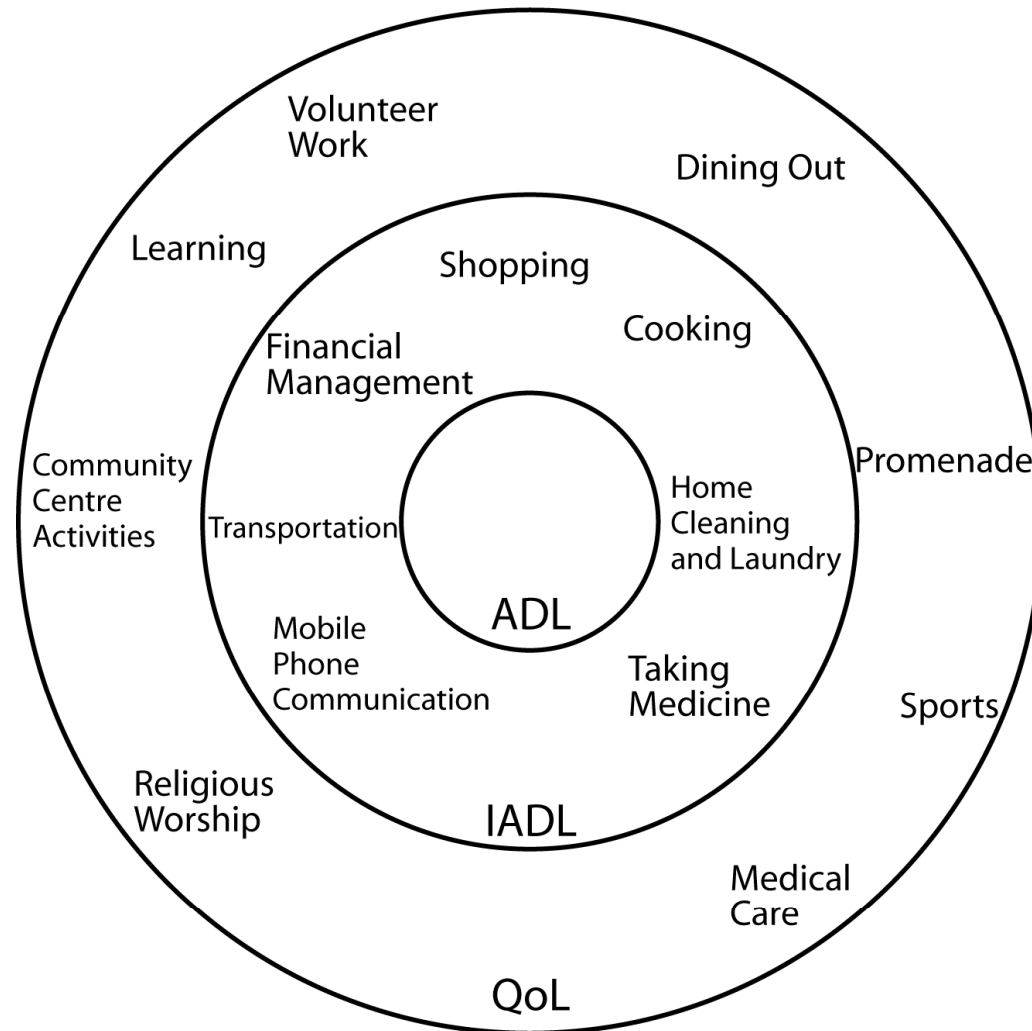 Volunteer
Work
Dining Out
Learning
Shopping
Cooking
Financial
Management
Community
Centre
Activities
Promenade
Transportation
Home
Cleaning
and Laundry
ADL
Mobile
Phone
Communication
Taking
Medicine
Sports
Religious
Worship
IADL
Medical
Care
QoL